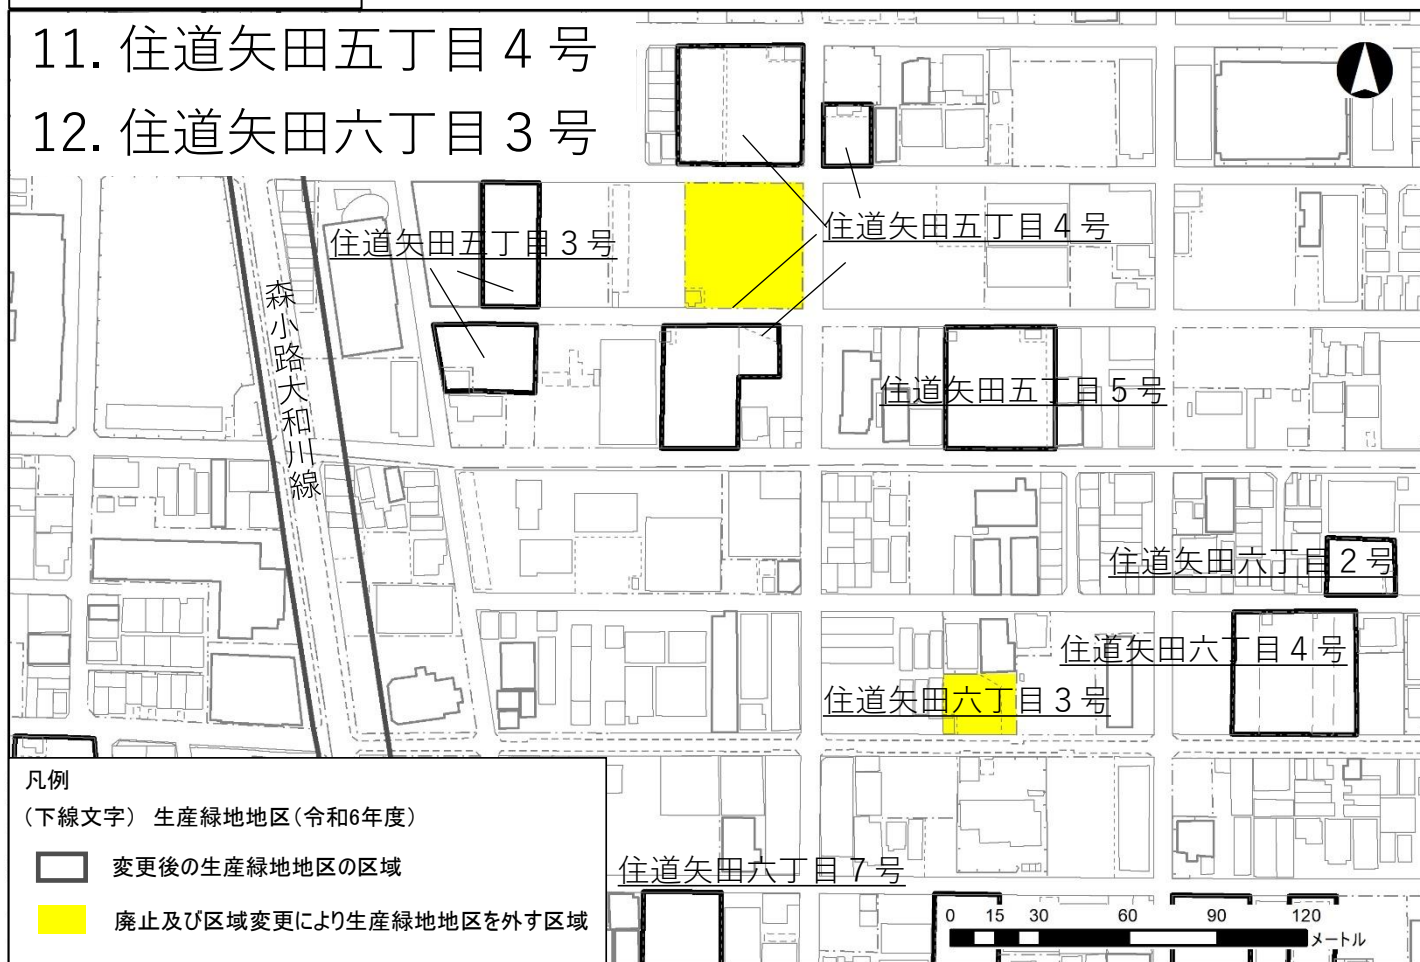 11. 住道矢田五丁目４号
12. 住道矢田六丁目３号
住道矢田五丁目４号
住道矢田五丁目３号
森小路大和川線
住道矢田五丁目５号
住道矢田六丁目２号
住道矢田六丁目４号
住道矢田六丁目３号
住道矢田六丁目７号
凡例
（下線文字） 生産緑地地区（令和6年度）
変更後の生産緑地地区の区域
廃止及び区域変更により生産緑地地区を外す区域
0 15 30 60 90 120
メートル